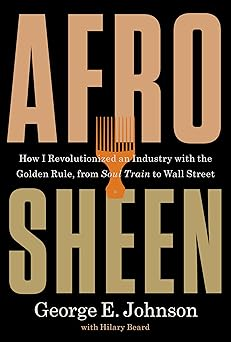 AFRO
How I Revolutionized an Industry with the
Golden Rule, from Soul Train to Wall Street
SHEEN
George E. Johnson
with Hilary Beard